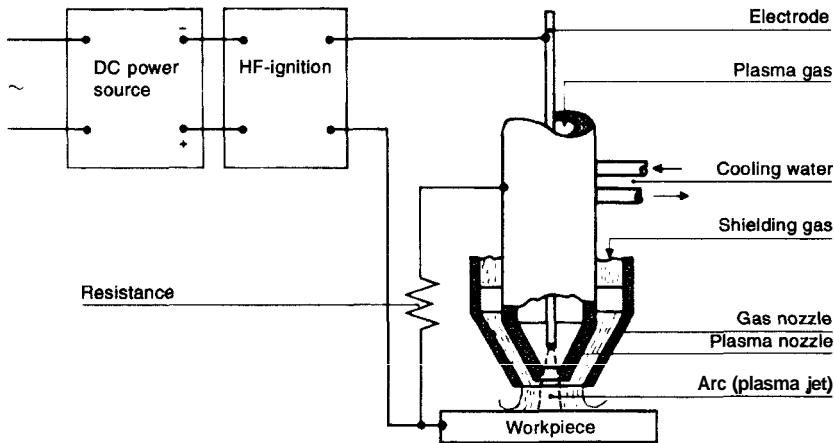 Electrode
−
DC power
source
HF-ignition
Plasma gas
~
+
Cooling water
Shielding gas
Resistance
Gas nozzle
Plasma nozzle
Arc (plasma jet)
Workpiece